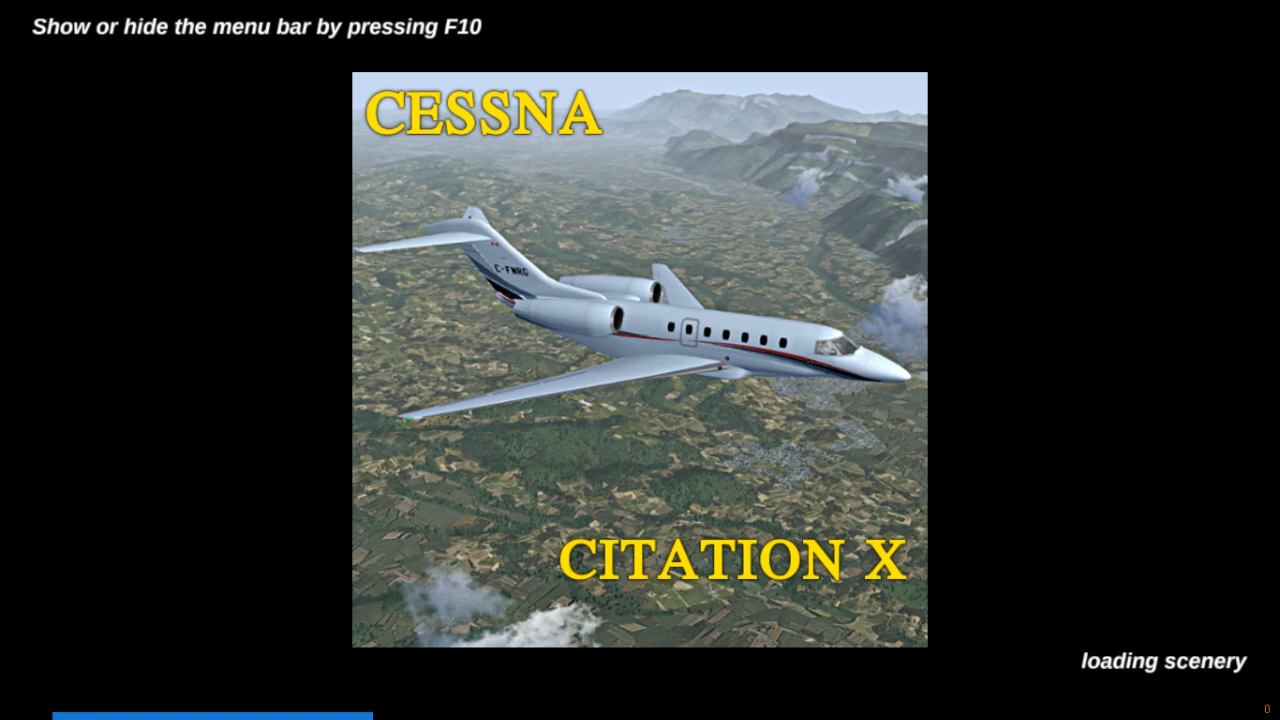 Show or hide the menu bar by pressing F10
CESSNA
C-FNRG
CITATION X
loading scenery
0